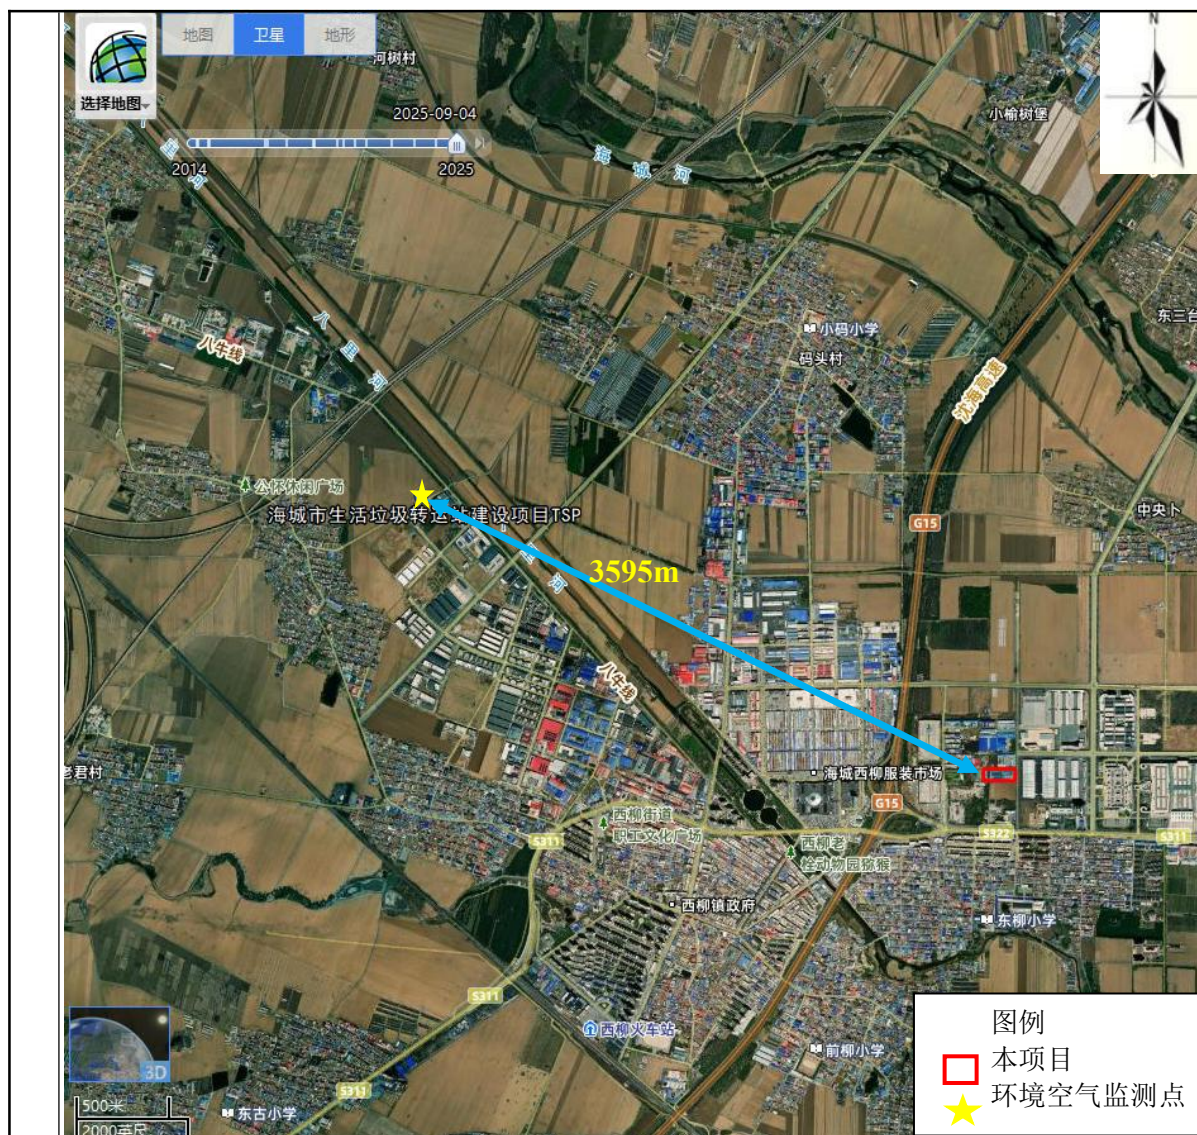 地图
卫星
地形
N
选择地图
河树村
2025-09-04
2014
2025
小榆树堡
海城河
里河
东三台
八牛线
八里河
小码小学
码头村
沈海高速
公怀休闲广场
海城市生活垃圾转运站建设项目TSP
G15
中央卜
3595m
里河
八牛线
老君村
海城西柳服装市场
G15
西柳街道
职工文化广场
S311
S322
S311
西柳老
栓动物园猕猴
西柳镇政府
东柳小学
S311
西柳火车站
前柳小学
3D
S311
500米
东古小学
2000英尺
图例
本项目
环境空气监测点